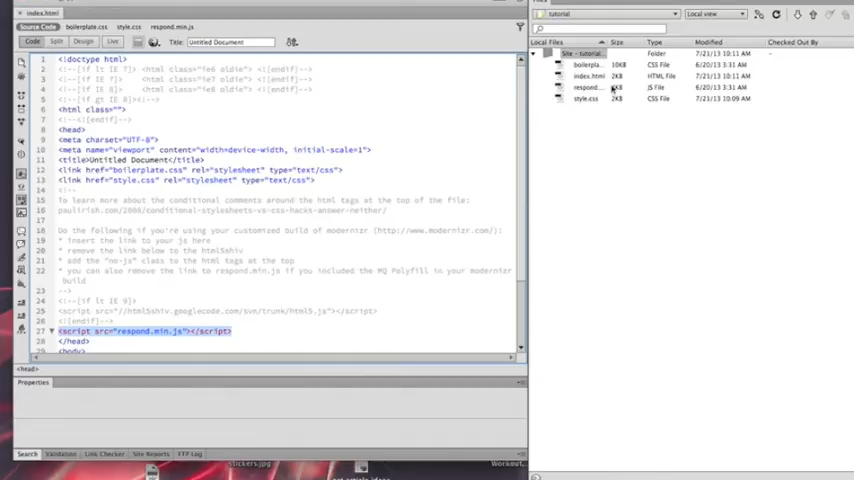 index.html
Source Code boilerplate.css style.css respond.min.js
Code Split Design Live Title: Untitled Document
1 <!doctype html>
2 <!--[if lt IE 7]> <html class="ie6 oldie"> <![endif]-->
3 <!--[if IE 7]> <html class="ie7 oldie"> <![endif]-->
4 <!--[if IE 8]> <html class="ie8 oldie"> <![endif]-->
5 <!--[if gt IE 8]><!-->
6 <html class="">
7 <!--<![endif]-->
8 <head>
9 <meta charset="UTF-8">
10 <meta name="viewport" content="width=device-width, initial-scale=1">
11 <title>Untitled Document</title>
12 <link href="boilerplate.css" rel="stylesheet" type="text/css">
13 <link href="style.css" rel="stylesheet" type="text/css">
14 <!--
15 To learn more about the conditional comments around the html tags at the top of the file:
16 paulirish.com/2008/conditional-stylesheets-vs-css-hacks-answer-neither/
17
18 Do the following if you're using your customized build of modernizr (http://www.modernizr.com/):
19 * insert the link to your js here
20 * remove the link below to the html5shiv
21 * add the "no-js" class to the html tags at the top
22 * you can also remove the link to respond.min.js if you included the MQ Polyfill in your modernizr
build
23 -->
24 <!--[if lt IE 9]>
25 <script src="//html5shiv.googlecode.com/svn/trunk/html5.js"></script>
26 <![endif]-->
27 <script src="respond.min.js"></script>
28 </head>
29 <body>
<head>
Properties
Search Validation Link Checker Site Reports FTP Log
stickers.jpg
Workout...
tutorial Local view
Local Files Size Type Modified Checked Out By
Site - tutorial... Folder 7/21/13 10:11 AM -
boilerpla... 10KB CSS File 6/20/13 3:31 AM
index.html 2KB HTML File 7/21/13 10:11 AM
respond.... KB JS File 6/20/13 3:31 AM
style.css 2KB CSS File 7/21/13 10:09 AM